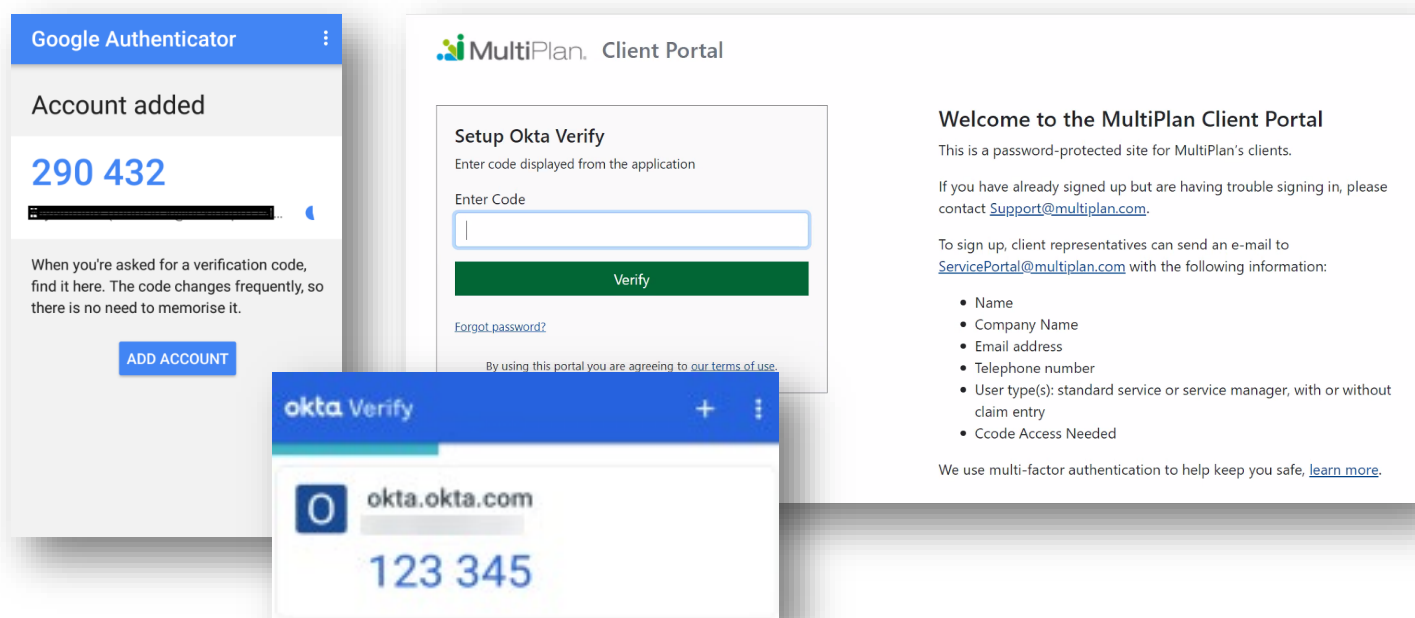 Google Authenticator
Account added
290 432
When you're asked for a verification code,
find it here. The code changes frequently, so
there is no need to memorise it.
ADD ACCOUNT
MultiPlan. Client Portal
Setup Okta Verify
Enter code displayed from the application
Enter Code
Verify
Forgot password?
By using this portal you are agreeing to our terms of use.
Welcome to the MultiPlan Client Portal
This is a password-protected site for MultiPlan's clients.
If you have already signed up but are having trouble signing in, please
contact Support@multiplan.com.
To sign up, client representatives can send an e-mail to
ServicePortal@multiplan.com with the following information:
• Name
• Company Name
• Email address
• Telephone number
• User type(s): standard service or service manager, with or without
claim entry
• Ccode Access Needed
We use multi-factor authentication to help keep you safe, learn more.
okta Verify
O
okta.okta.com
123 345